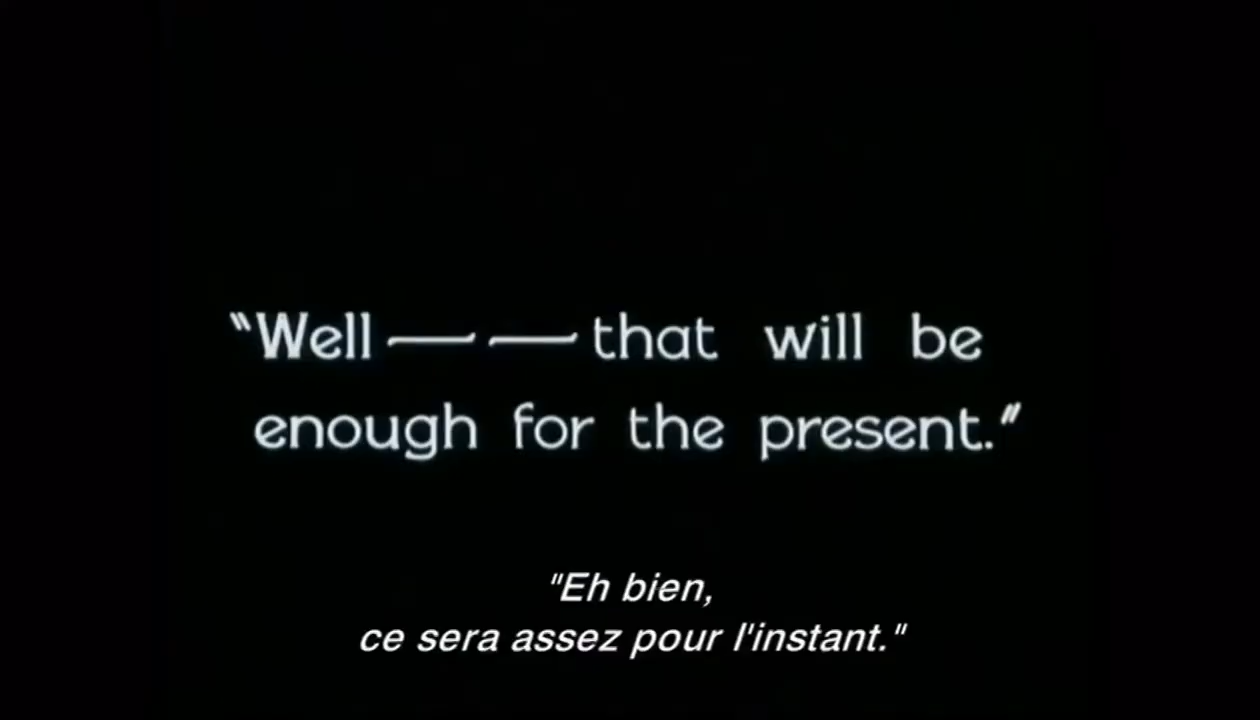 "Well — — that will be
enough for the present."
"Eh bien,
ce sera assez pour l'instant."